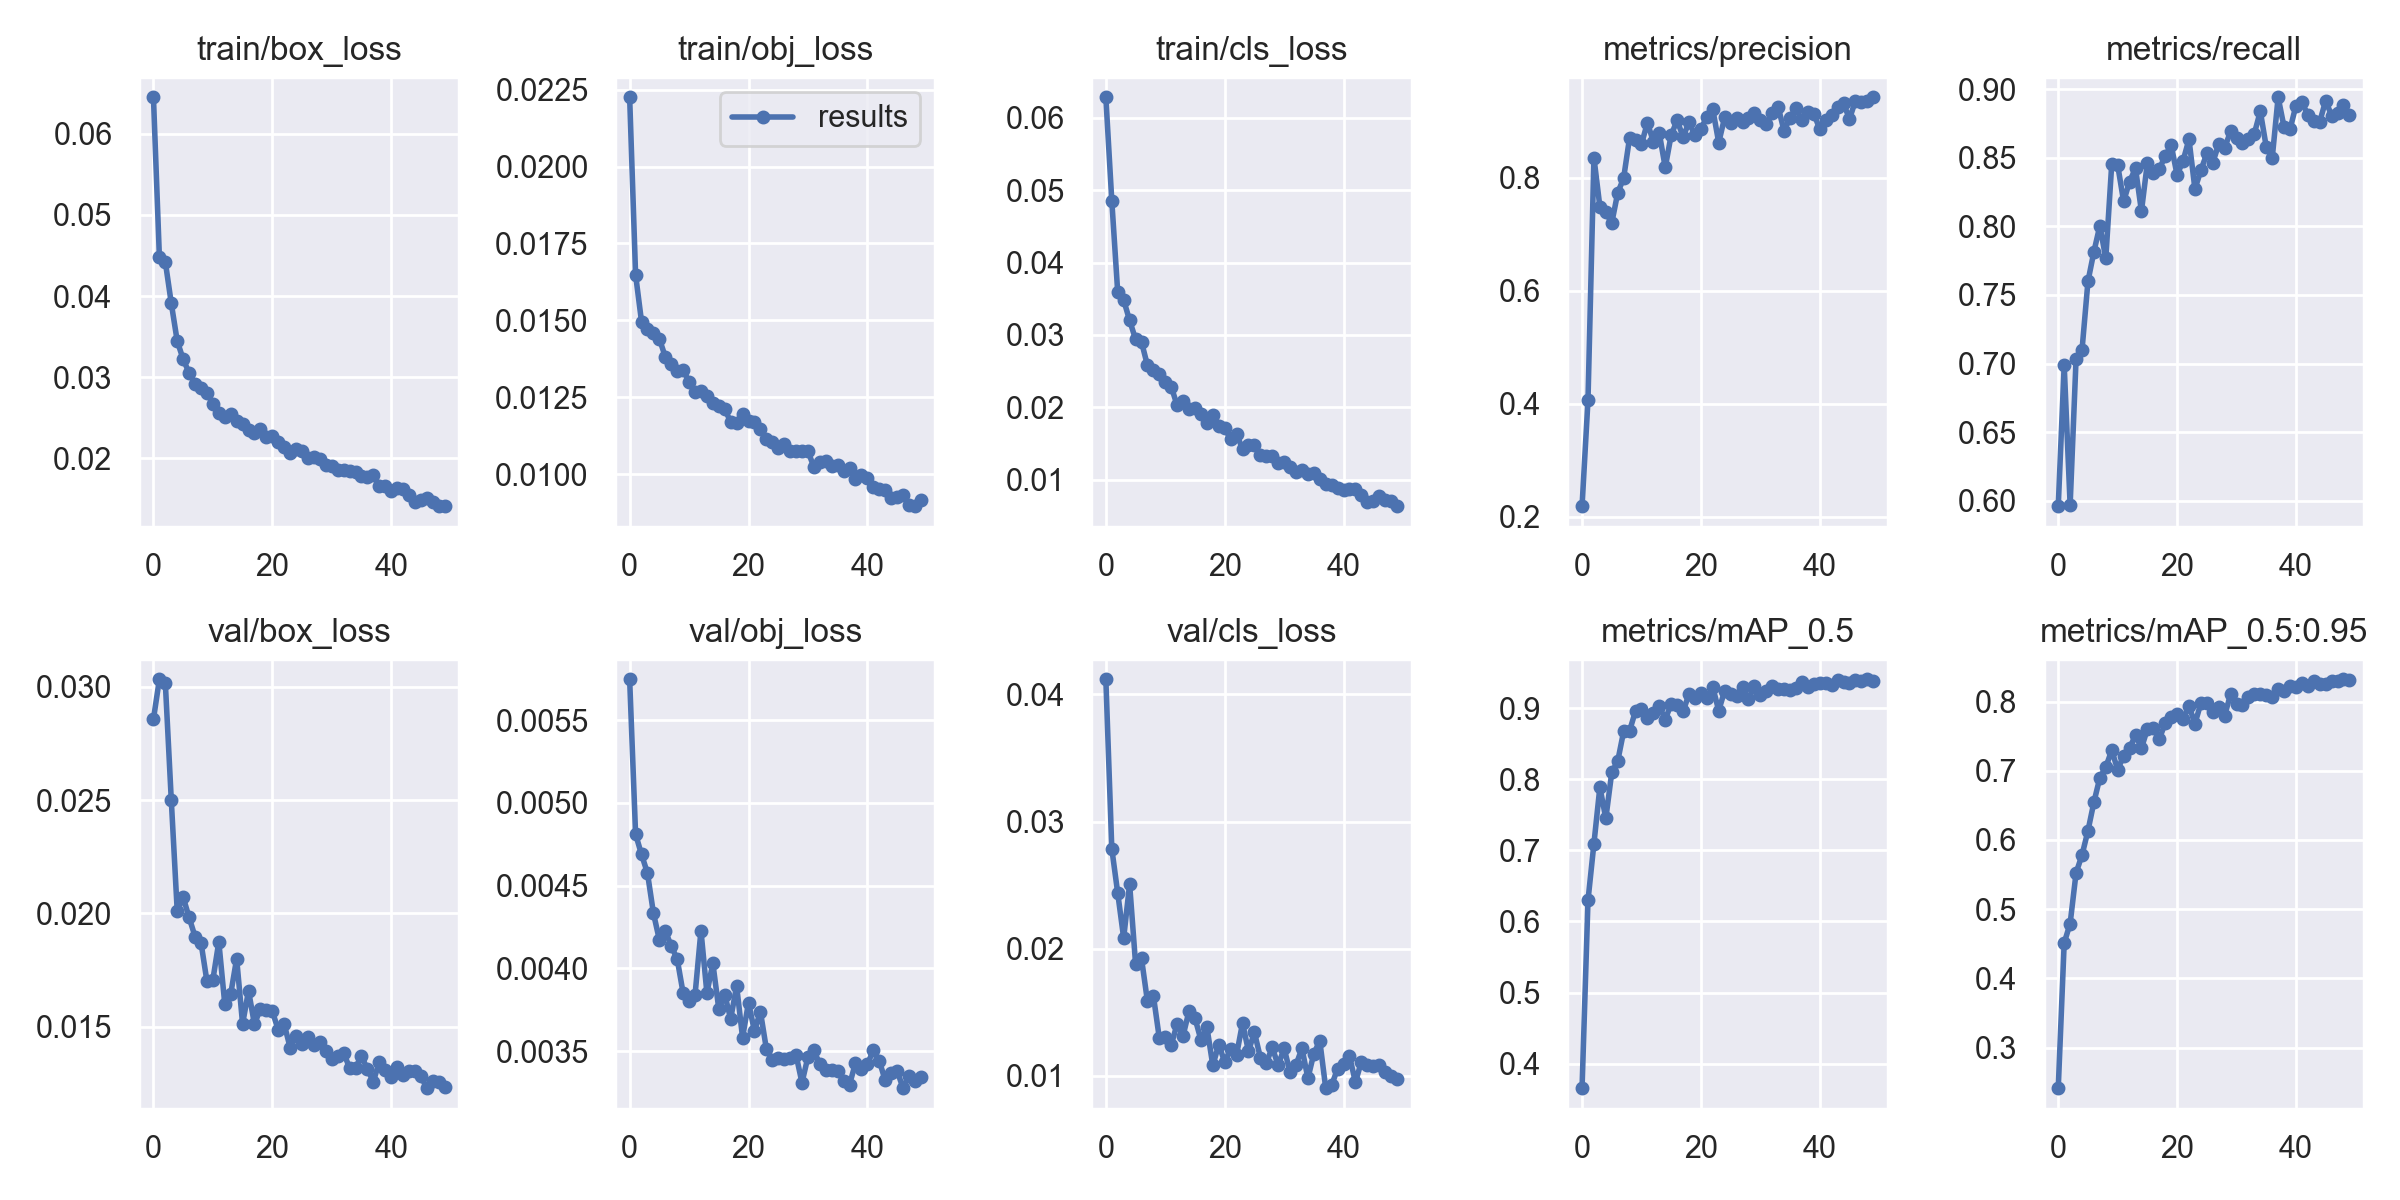 train/box_loss
0.06
0.05
0.04
0.03
0.02
0 20 40
train/obj_loss
results
0.0225
0.0200
0.0175
0.0150
0.0125
0.0100
0 20 40
train/cls_loss
0.06
0.05
0.04
0.03
0.02
0.01
0 20 40
metrics/precision
0.8
0.6
0.4
0.2
0 20 40
metrics/recall
0.90
0.85
0.80
0.75
0.70
0.65
0.60
0 20 40
val/box_loss
0.030
0.025
0.020
0.015
0 20 40
val/obj_loss
0.0055
0.0050
0.0045
0.0040
0.0035
0 20 40
val/cls_loss
0.04
0.03
0.02
0.01
0 20 40
metrics/mAP_0.5
0.9
0.8
0.7
0.6
0.5
0.4
0 20 40
metrics/mAP_0.5:0.95
0.8
0.7
0.6
0.5
0.4
0.3
0 20 40